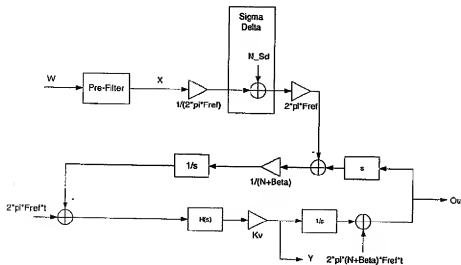 Sigma
Delta
N_Sd
W
Pre-Filter
X
1/(2*pi*Fref)
2*pi*Fref
1/s
1/(N+Beta)
s
Ou
2*pi*Fref*t
H(s)
Kv
1/s
Y
2*pi*(N+Beta)*Fref*t